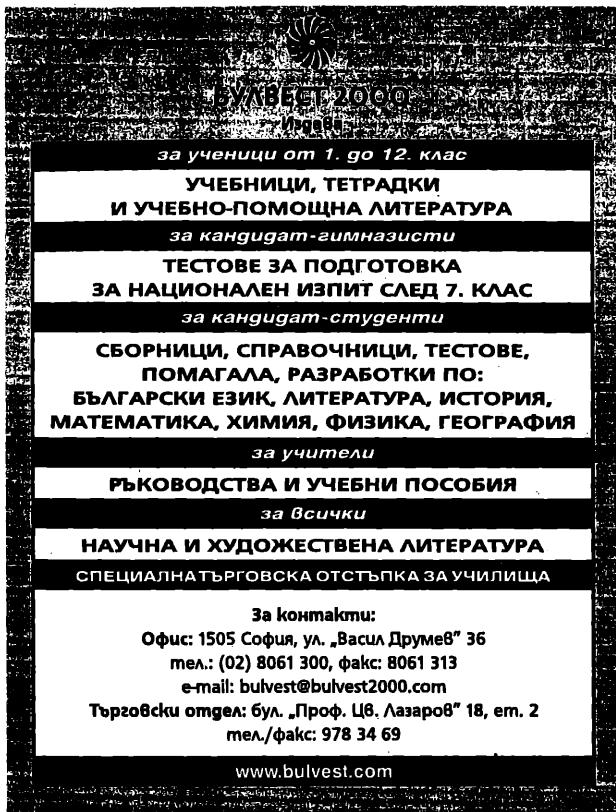 БУЛВЕСТ 2000
за ученици от 1. до 12. клас
УЧЕБНИЦИ, ТЕТРАДКИ
И УЧЕБНО-ПОМОЩНА ЛИТЕРАТУРА
за кандидат-гимназисти
ТЕСТОВЕ ЗА ПОДГОТОВКА
ЗА НАЦИОНАЛЕН ИЗПИТ СЛЕД 7. КЛАС
за кандидат-студенти
СБОРНИЦИ, СПРАВОЧНИЦИ, ТЕСТОВЕ,
ПОМАГАЛА, РАЗРАБОТКИ ПО:
БЪЛГАРСКИ ЕЗИК, ЛИТЕРАТУРА, ИСТОРИЯ,
МАТЕМАТИКА, ХИМИЯ, ФИЗИКА, ГЕОГРАФИЯ
за учители
РЪКОВОДСТВА И УЧЕБНИ ПОСОБИЯ
за всички
НАУЧНА И ХУДОЖЕСТВЕНА ЛИТЕРАТУРА
СПЕЦИАЛНА ТЪРГОВСКА ОТСТЪПКА ЗА УЧИЛИЩА
За контакти:
Офис: 1505 София, ул. „Васил Друмев" 36
тел.: (02) 8061 300, факс: 8061 313
e-mail: bulvest@bulvest2000.com
Търговски отдел: бул. „Проф. Цв. Лазаров" 18, ет. 2
тел./факс: 978 34 69
www.bulvest.com